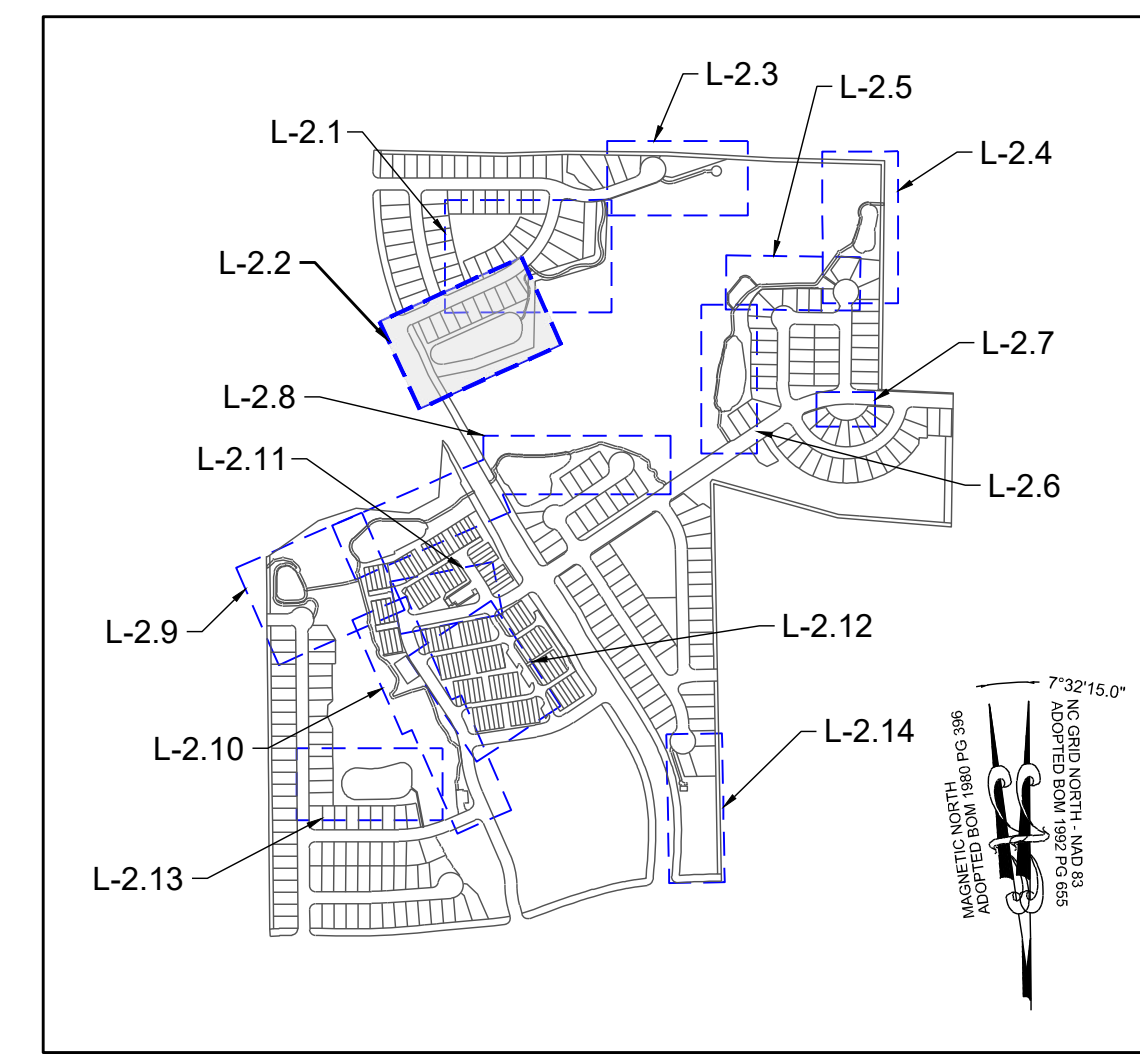 L-2.3
L-2.5
L-2.1
L-2.4
L-2.2
L-2.7
L-2.8
L-2.11
L-2.6
L-2.9
L-2.12
L-2.10
L-2.14
L-2.13
7°32'15.0"
MAGNETIC NORTH
ADOPTED BOM 1980 PG 396
NC GRID NORTH - NAD 83
ADOPTED BOM 1992 PG 655